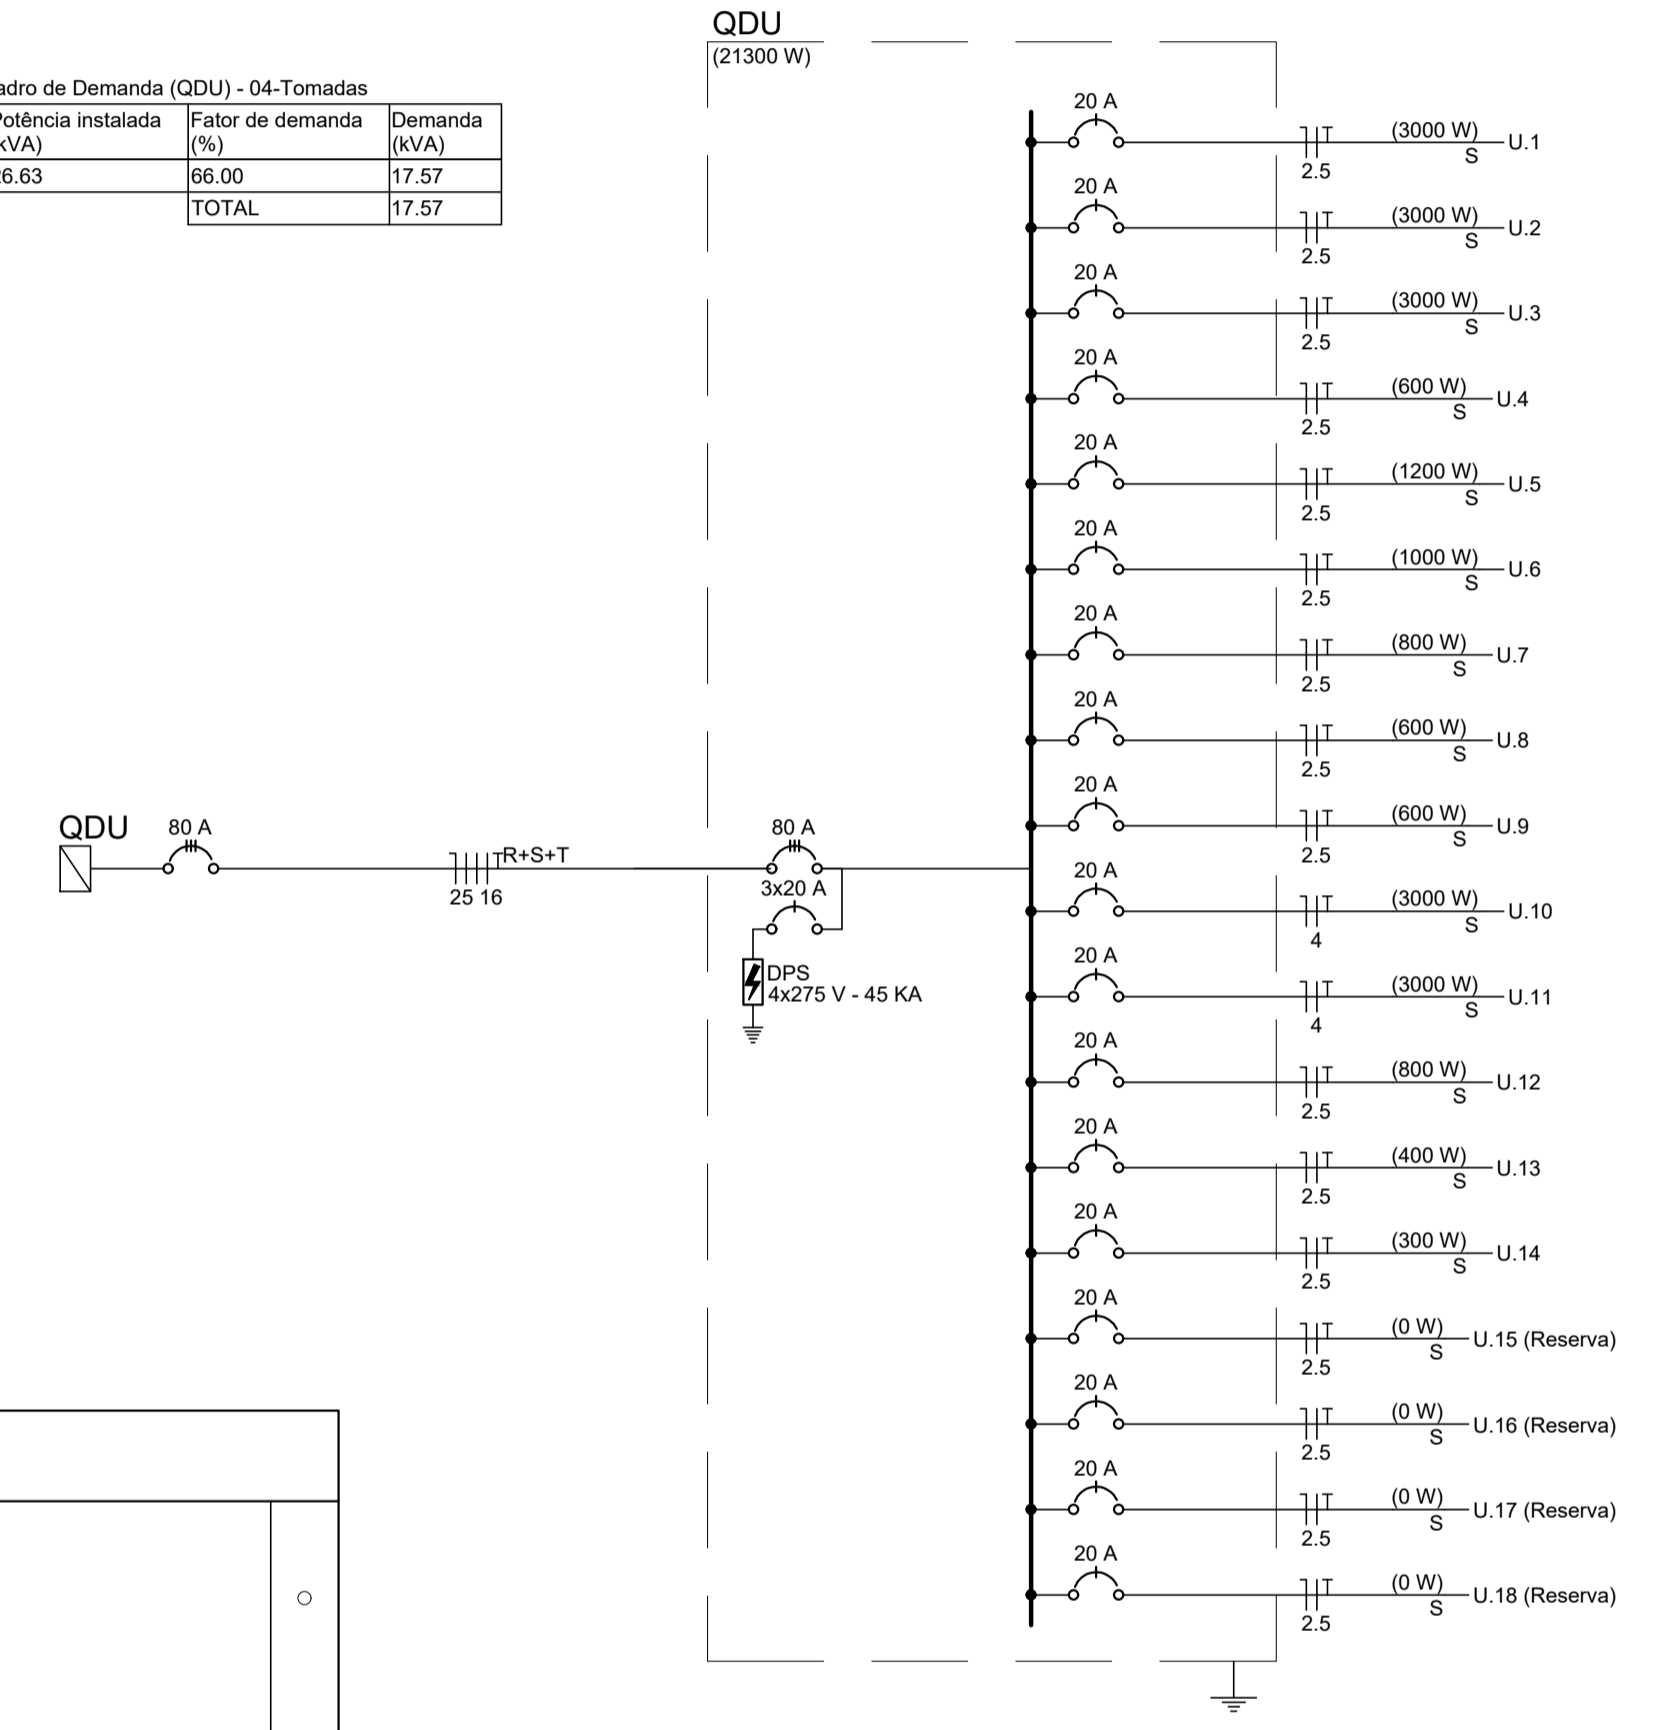 QDU
(21300 W)
adro de Demanda (QDU) - 04-Tomadas
Potência instalada
(kVA)
Fator de demanda
(%)
Demanda
(kVA)
26.63
66.00
17.57
TOTAL
17.57
20 A
(3000 W)
S
U.1
2.5
20 A
(3000 W)
S
U.2
2.5
20 A
(3000 W)
S
U.3
2.5
20 A
(600 W)
S
U.4
2.5
20 A
(1200 W)
S
U.5
2.5
20 A
(1000 W)
S
U.6
2.5
20 A
(800 W)
S
U.7
2.5
20 A
(600 W)
S
U.8
2.5
20 A
(600 W)
S
U.9
2.5
QDU
80 A
R+S+T
25 16
80 A
3x20 A
DPS
4x275 V - 45 KA
20 A
(3000 W)
S
U.10
4
20 A
(3000 W)
S
U.11
4
20 A
(800 W)
S
U.12
2.5
20 A
(400 W)
S
U.13
2.5
20 A
(300 W)
S
U.14
2.5
20 A
(0 W)
S
U.15 (Reserva)
2.5
20 A
(0 W)
S
U.16 (Reserva)
2.5
20 A
(0 W)
S
U.17 (Reserva)
2.5
20 A
(0 W)
S
U.18 (Reserva)
2.5